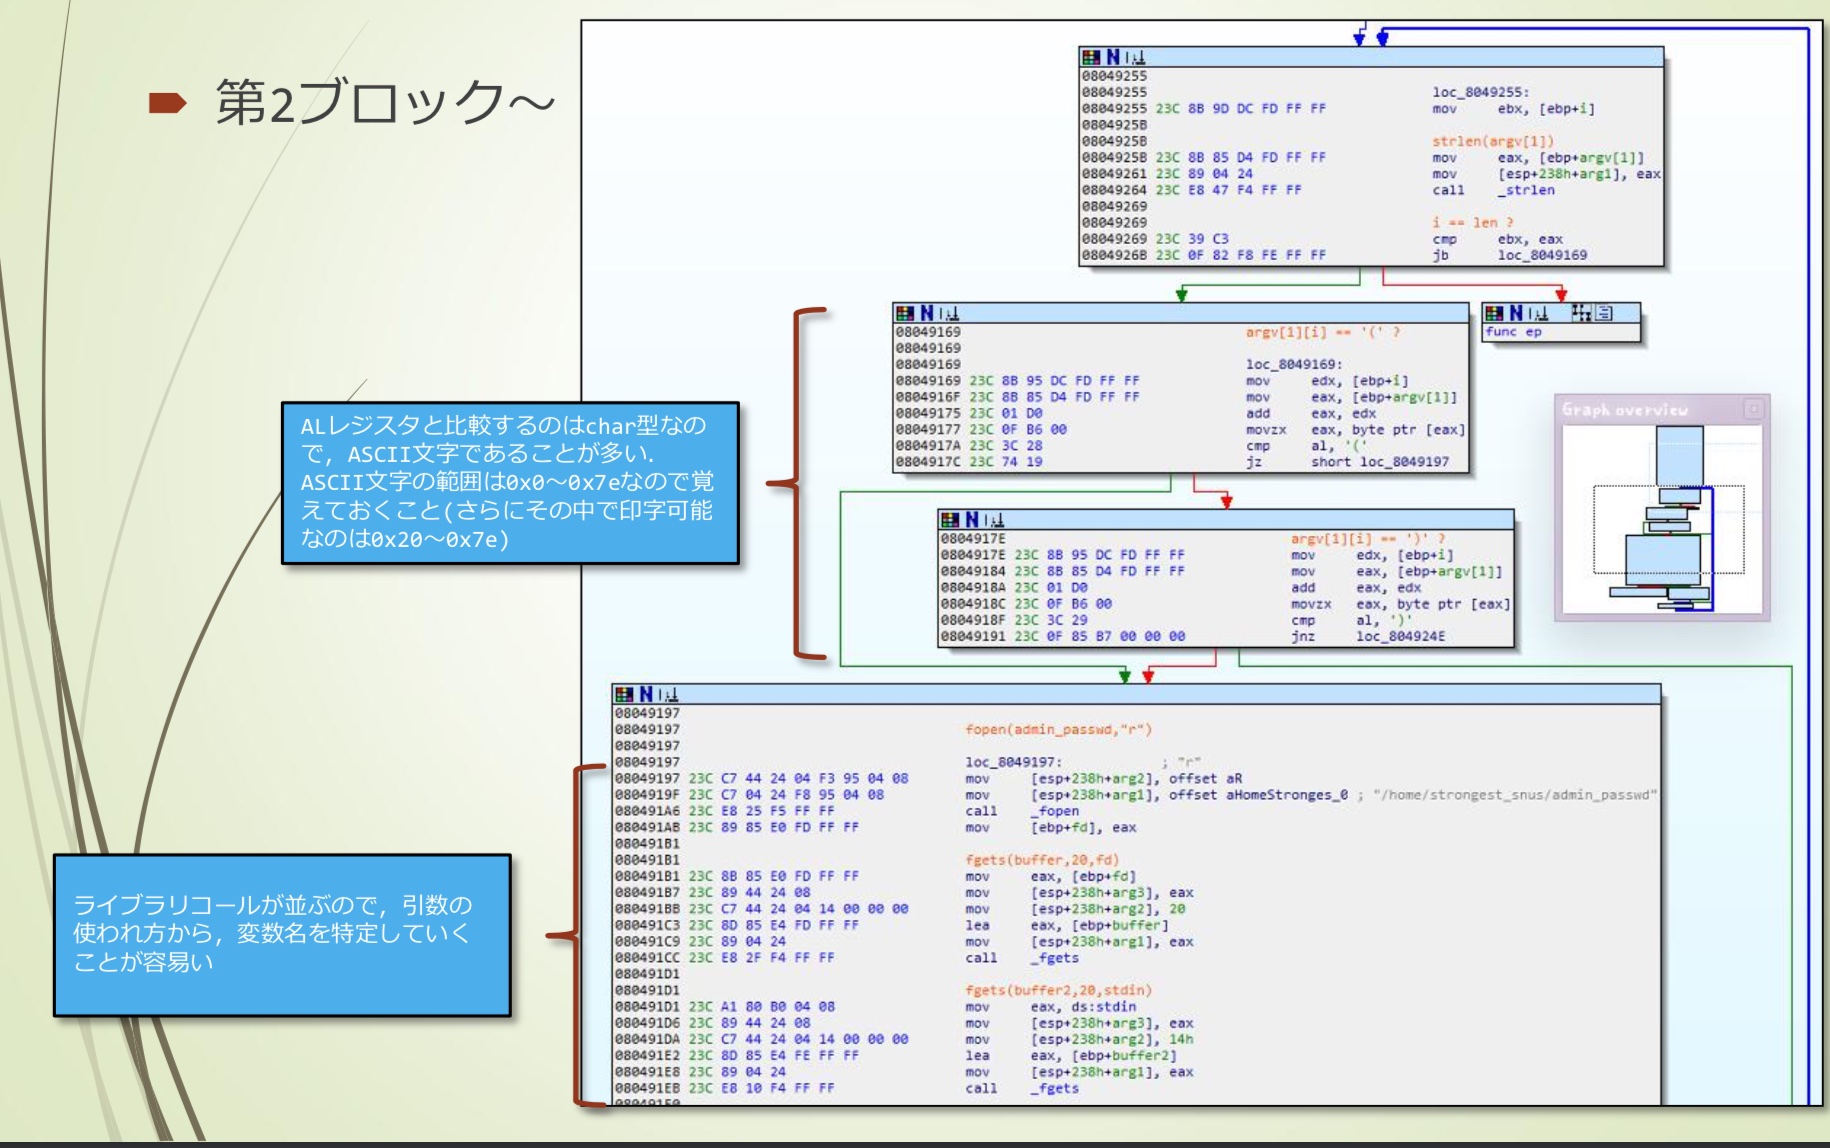 第2ブロック～
08049255
08049255 loc_8049255:
08049255 23C 8B 9D DC FD FF FF mov ebx, [ebp+i]
0804925B
0804925B strlen(argv[1])
0804925B 23C 8B 85 D4 FD FF FF mov eax, [ebp+argv[1]]
08049261 23C 89 04 24 mov [esp+238h+arg1], eax
08049264 23C E8 47 F4 FF FF call _strlen
08049269
08049269 i == len ?
08049269 23C 39 C3 cmp ebx, eax
0804926B 23C 0F 82 F8 FE FF FF jb loc_8049169
08049169 argv[1][i] == '(' ?
08049169
08049169 loc_8049169:
08049169 23C 8B 95 DC FD FF FF mov edx, [ebp+i]
0804916F 23C 8B 85 D4 FD FF FF mov eax, [ebp+argv[1]]
08049175 23C 01 D0 add eax, edx
08049177 23C 0F B6 00 movzx eax, byte ptr [eax]
0804917A 23C 3C 28 cmp al, '('
0804917C 23C 74 19 jz short loc_8049197
func ep
Graph overview
ALレジスタと比較するのはchar型なの
で，ASCII文字であることが多い．
ASCII文字の範囲は0x0～0x7eなので覚
えておくこと(さらにその中で印字可能
なのは0x20～0x7e)
0804917E argv[1][i] == ')' ?
0804917E 23C 8B 95 DC FD FF FF mov edx, [ebp+i]
08049184 23C 8B 85 D4 FD FF FF mov eax, [ebp+argv[1]]
0804918A 23C 01 D0 add eax, edx
0804918C 23C 0F B6 00 movzx eax, byte ptr [eax]
0804918F 23C 3C 29 cmp al, ')'
08049191 23C 0F 85 B7 00 00 00 jnz loc_804924E
08049197
08049197 fopen(admin_passwd,"r")
08049197
08049197 loc_8049197: ; "r"
08049197 23C C7 44 24 04 F3 95 04 08 mov [esp+238h+arg2], offset aR
0804919F 23C C7 04 24 F8 95 04 08 mov [esp+238h+arg1], offset aHomeStronges_0 ; "/home/strongest_snus/admin_passwd"
080491A6 23C E8 25 F5 FF FF call _fopen
080491AB 23C 89 85 E0 FD FF FF mov [ebp+fd], eax
080491B1
080491B1 fgets(buffer,20,fd)
080491B1 23C 8B 85 E0 FD FF FF mov eax, [ebp+fd]
080491B7 23C 89 44 24 08 mov [esp+238h+arg3], eax
080491BB 23C C7 44 24 04 14 00 00 00 mov [esp+238h+arg2], 20
080491C3 23C 8D 85 E4 FD FF FF lea eax, [ebp+buffer]
080491C9 23C 89 04 24 mov [esp+238h+arg1], eax
080491CC 23C E8 2F F4 FF FF call _fgets
080491D1
080491D1 fgets(buffer2,20,stdin)
080491D1 23C A1 80 B0 04 08 mov eax, ds:stdin
080491D6 23C 89 44 24 08 mov [esp+238h+arg3], eax
080491DA 23C C7 44 24 04 14 00 00 00 mov [esp+238h+arg2], 14h
080491E2 23C 8D 85 E4 FE FF FF lea eax, [ebp+buffer2]
080491E8 23C 89 04 24 mov [esp+238h+arg1], eax
080491EB 23C E8 10 F4 FF FF call _fgets
ライブラリコールが並ぶので，引数の
使われ方から，変数名を特定していく
ことが容易い